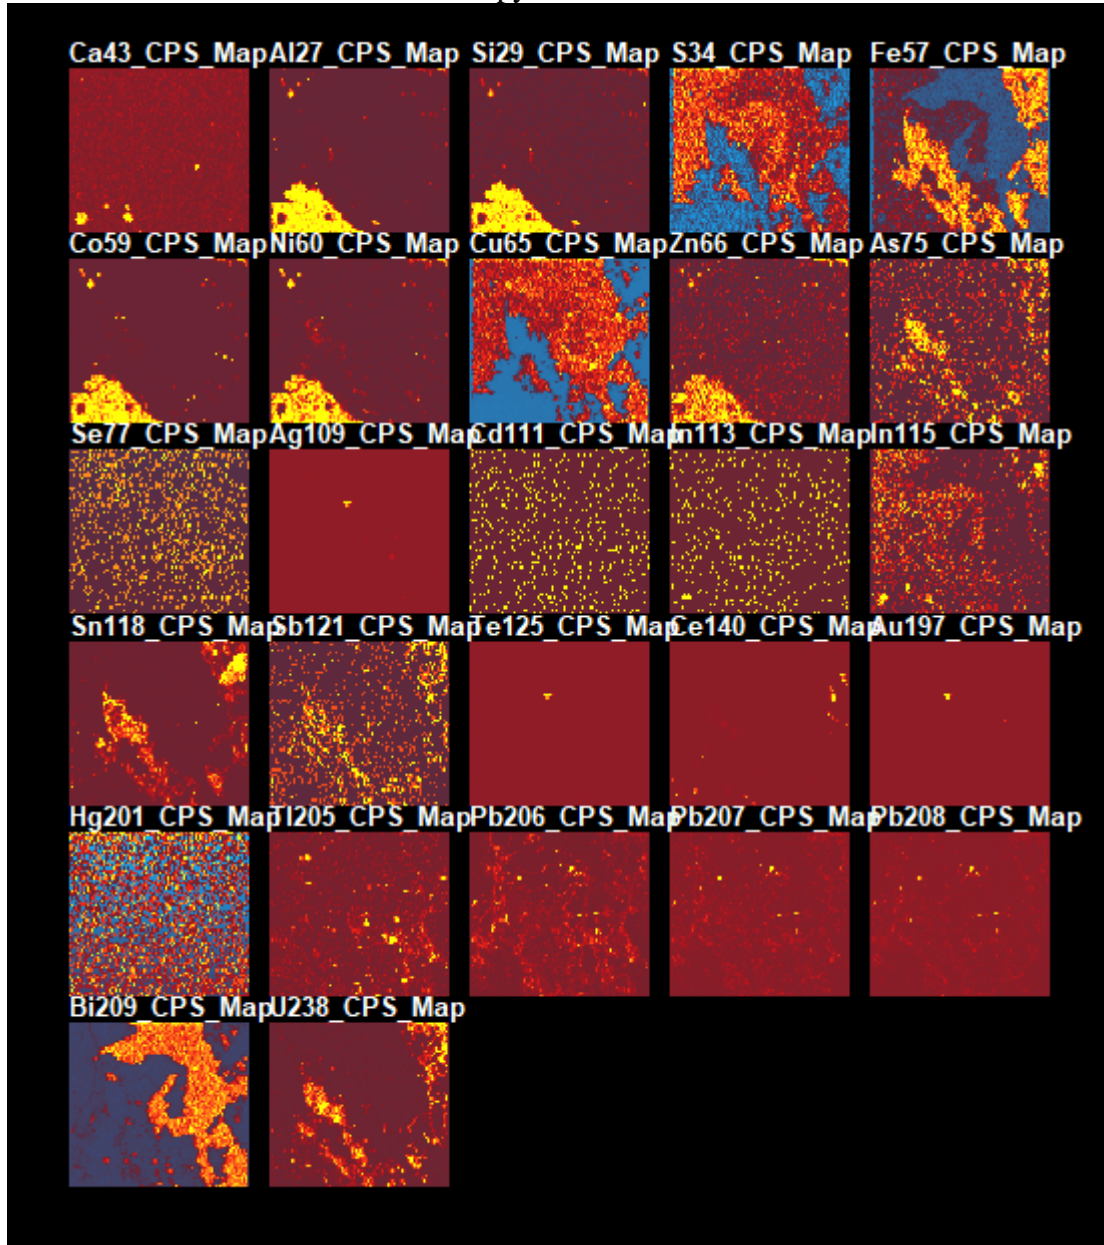 Ca43_CPS_Map Al27_CPS_Map Si29_CPS_Map S34_CPS_Map Fe57_CPS_Map
Co59_CPS_Map Ni60_CPS_Map Cu65_CPS_Map Zn66_CPS_Map As75_CPS_Map
Se77_CPS_Map Ag109_CPS_Map Cd111_CPS_Map In113_CPS_Map In115_CPS_Map
Sn118_CPS_Map Sb121_CPS_Map Te125_CPS_Map Ce140_CPS_Map Au197_CPS_Map
Hg201_CPS_Map Tl205_CPS_Map Pb206_CPS_Map Pb207_CPS_Map Pb208_CPS_Map
Bi209_CPS_Map U238_CPS_Map